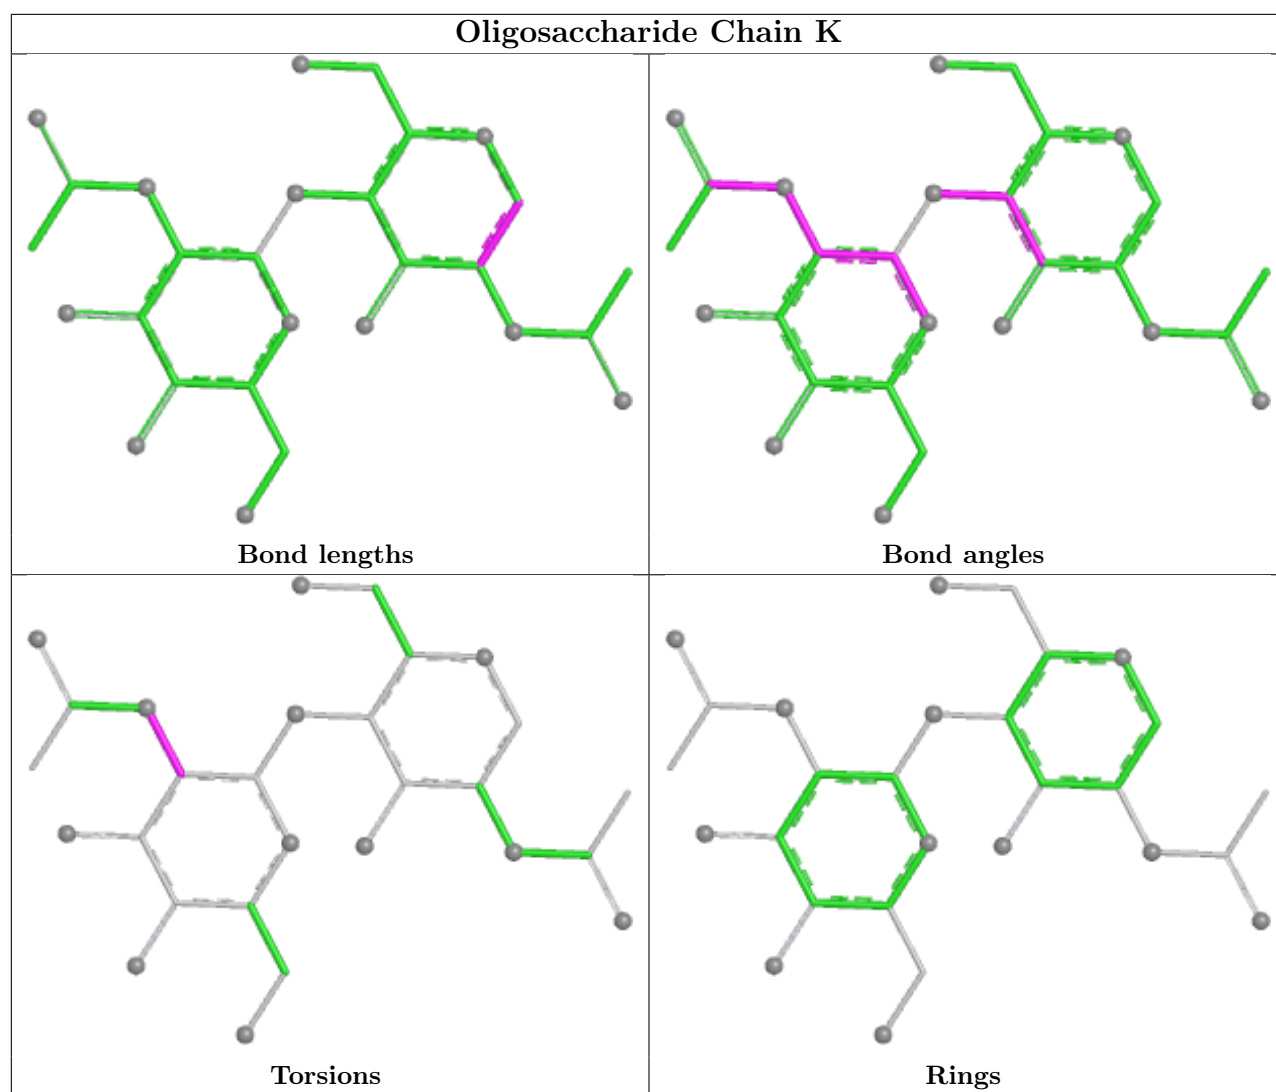 Oligosaccharide Chain K
Bond lengths
Bond angles
Torsions
Rings